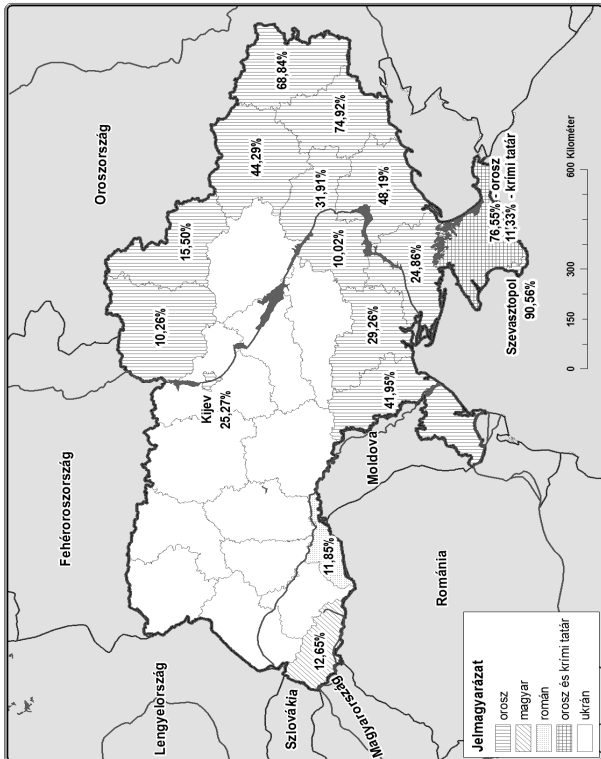 Fehéroroszország
Oroszország
Lengyelország
Szlovákia
Magyarország
Románia
Moldova
Kijev
25,27%
10,26%
15,50%
44,29%
68,84%
74,92%
31,91%
10,02%
48,19%
24,86%
29,26%
41,95%
11,85%
12,65%
76,55% - orosz
11,33% - krími tatár
Szevasztopol
90,56%
0 150 300 600 Kilométer
Jelmagyarázat
orosz
magyar
román
orosz és krími tatár
ukrán